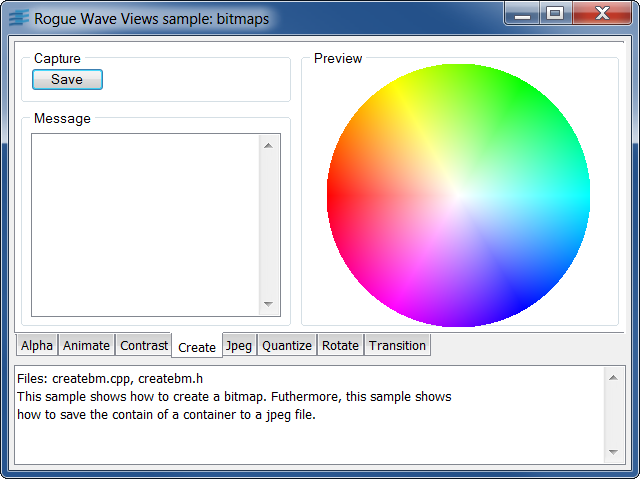 Rogue Wave Views sample: bitmaps
Capture
Save
Message
Preview
Alpha Animate Contrast Create Jpeg Quantize Rotate Transition
Files: createbm.cpp, createbm.h
This sample shows how to create a bitmap. Futhermore, this sample shows
how to save the contain of a container to a jpeg file.